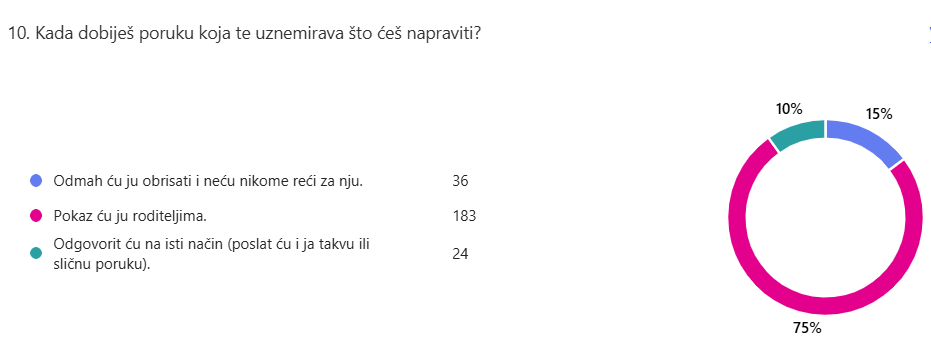 10. Kada dobiješ poruku koja te uznemirava što ćeš napraviti?
10%
15%
Odmah ću ju obrisati i neću nikome reći za nju.
36
Pokaz ću ju roditeljima.
183
Odgovorit ću na isti način (poslat ću i ja takvu ili
sličnu poruku).
24
75%